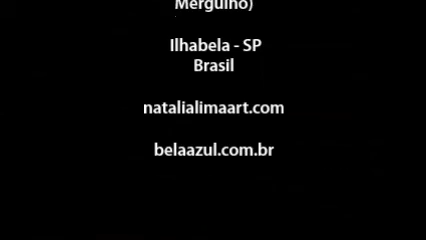 Mergulho)
Ilhabela - SP
Brasil
natalialimaart.com
belaazul.com.br